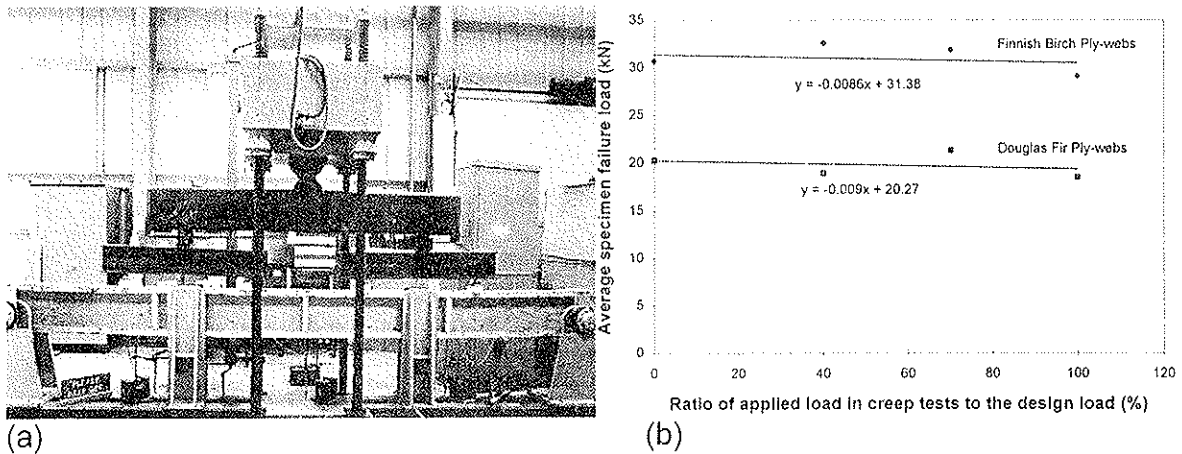 35
30
25
20
15
10
5
0
Average specimen failure load (kN)
Finnish Birch Ply-webs
y = -0.0086x + 31.38
Douglas Fir Ply-webs
y = -0.009x + 20.27
0 20 40 60 80 100 120
Ratio of applied load in creep tests to the design load (%)
(a)
(b)